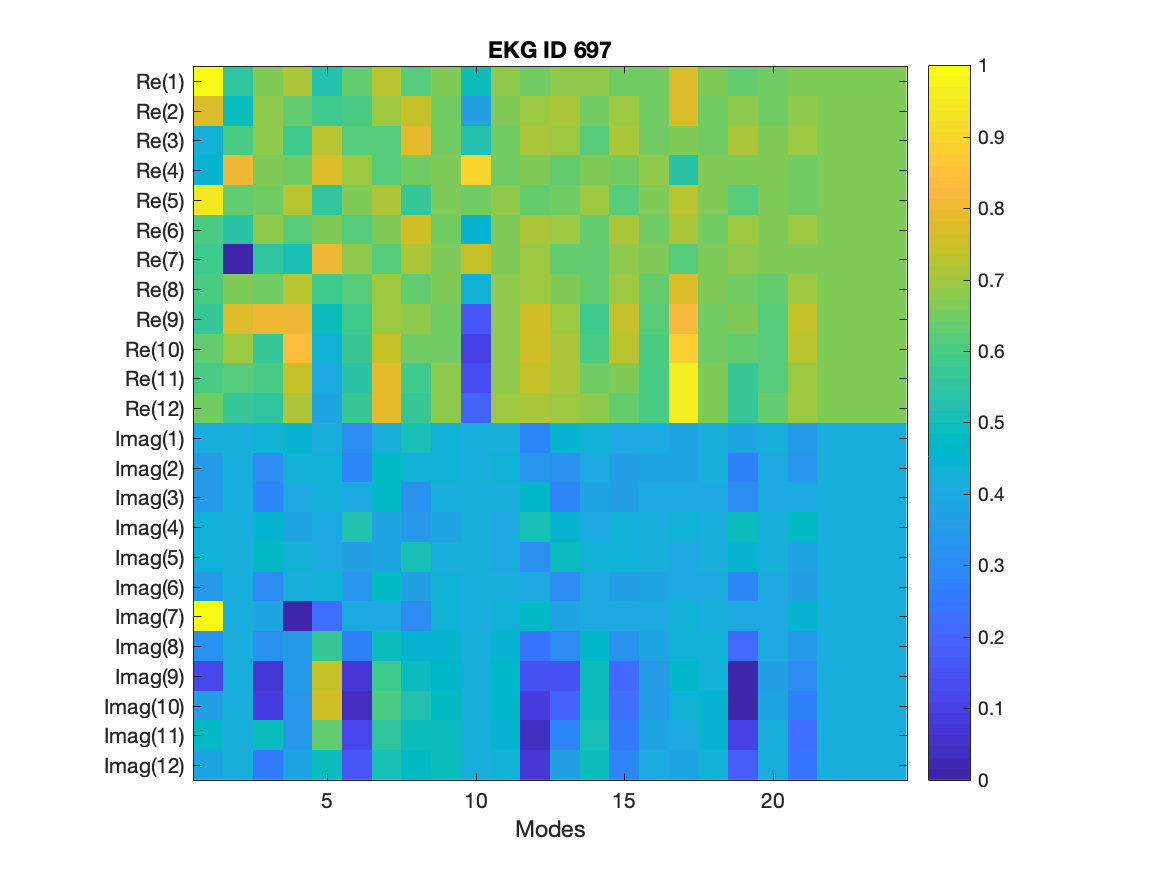 EKG ID 697
Re(1)
Re(2)
Re(3)
Re(4)
Re(5)
Re(6)
Re(7)
Re(8)
Re(9)
Re(10)
Re(11)
Re(12)
Imag(1)
Imag(2)
Imag(3)
Imag(4)
Imag(5)
Imag(6)
Imag(7)
Imag(8)
Imag(9)
Imag(10)
Imag(11)
Imag(12)
5 10 15 20
Modes
1
0.9
0.8
0.7
0.6
0.5
0.4
0.3
0.2
0.1
0